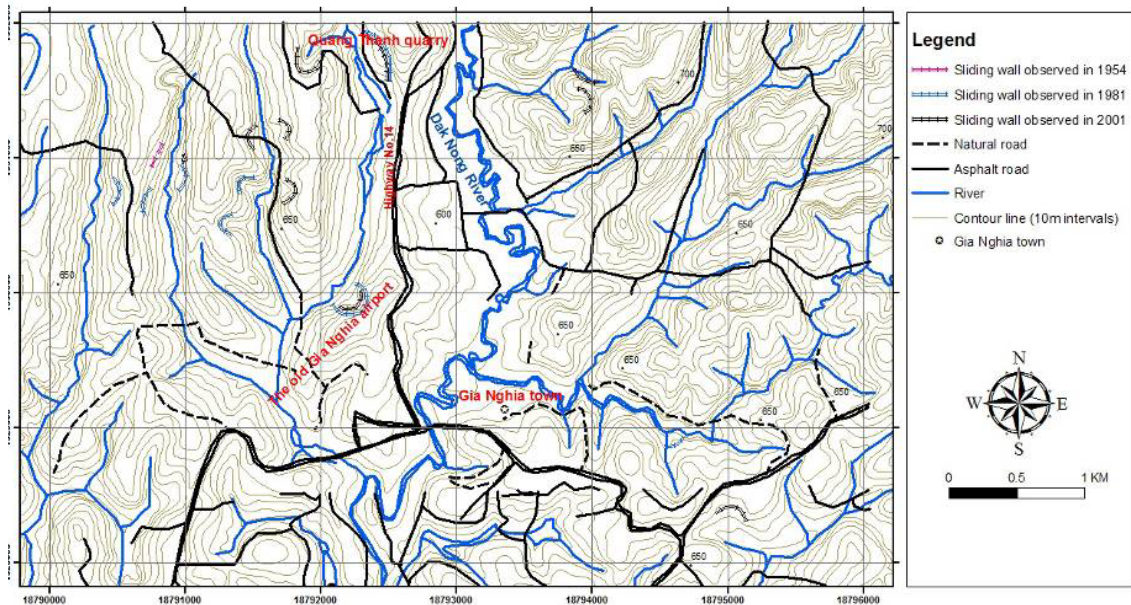 Quang Thanh quarry
700
Highway No.14
Dak Nong River
650
700
650
600
650
650
The old Gia Nghia airport
650
650
Gia Nghia town
650
650
18790000 18791000 18792000 18793000 18794000 18795000 18796000
Legend
Sliding wall observed in 1954
Sliding wall observed in 1981
Sliding wall observed in 2001
Natural road
Asphalt road
River
Contour line (10m intervals)
Gia Nghia town
N
W E
S
0 0.5 1 KM